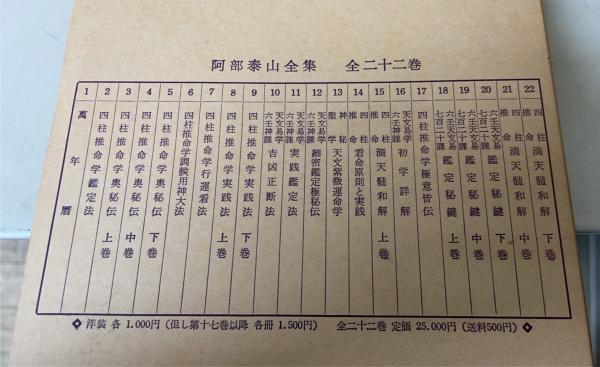 阿部泰山全集　全二十二巻
1 萬年暦
2 四柱推命学鑑定法
3 四柱推命学奥秘伝 上巻
4 四柱推命学奥秘伝 中巻
5 四柱推命学奥秘伝 下巻
6 四柱推命学調候用神大法
7 四柱推命学行運看法
8 四柱推命学実践法 上巻
9 四柱推命学実践法 下巻
10 天文易学六壬神課 吉凶正断法
11 天文易学六壬神課 実践鑑定法
12 天文易学六壬神課 細密鑑定極秘伝
13 神秘聖学 天文紫微運命学
14 四柱推命 君命原則と実践
15 四柱推命 滴天髄和解 上巻
16 天文易学六壬神課 初学詳解
17 四柱推命学極意皆伝
18 六壬天文易七百二十課 鑑定秘鍵 上巻
19 六壬天文易七百二十課 鑑定秘鍵 中巻
20 六壬天文易七百二十課 鑑定秘鍵 下巻
21 四柱推命 滴天髄和解 中巻
22 四柱推命 滴天髄和解 下巻
◆ 洋装 各 1.000円 (但し第十七巻以降 各冊 1.500円)　全二十二巻 定価 25.000円 (送料500円) ◆